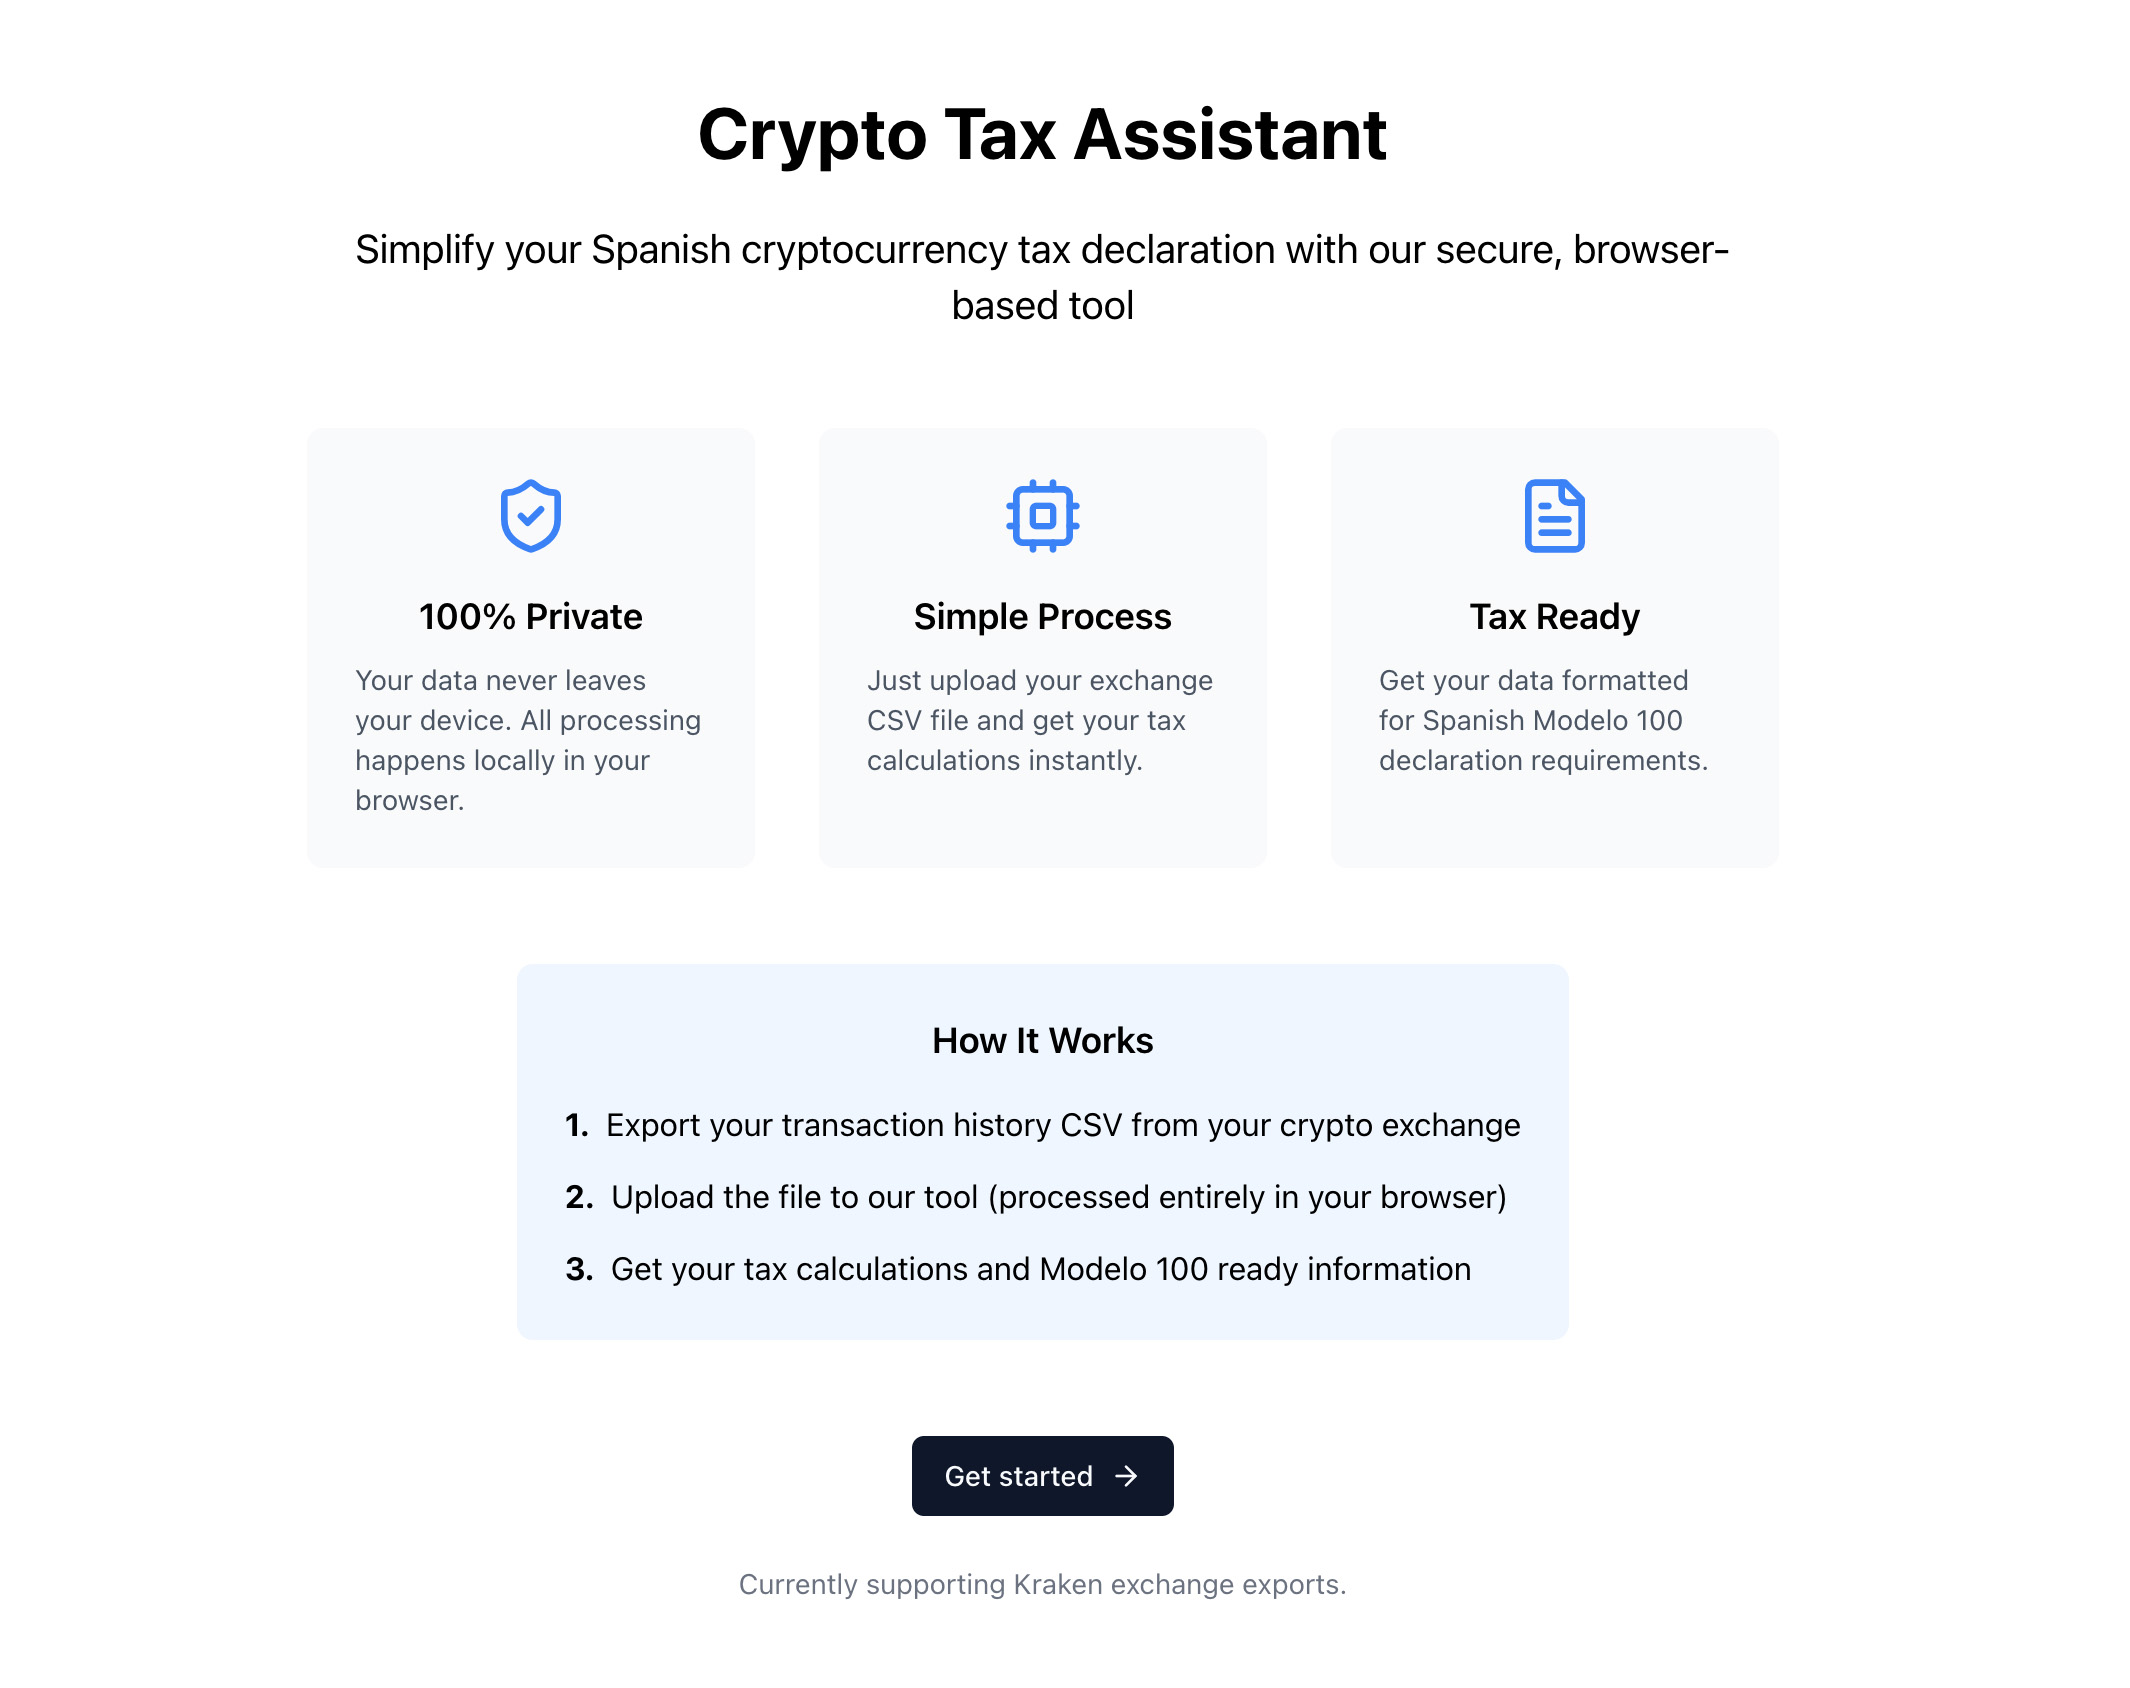 Crypto Tax Assistant
Simplify your Spanish cryptocurrency tax declaration with our secure, browser-
based tool
100% Private
Your data never leaves
your device. All processing
happens locally in your
browser.
Simple Process
Just upload your exchange
CSV file and get your tax
calculations instantly.
Tax Ready
Get your data formatted
for Spanish Modelo 100
declaration requirements.
How It Works
1. Export your transaction history CSV from your crypto exchange
2. Upload the file to our tool (processed entirely in your browser)
3. Get your tax calculations and Modelo 100 ready information
Get started
Currently supporting Kraken exchange exports.